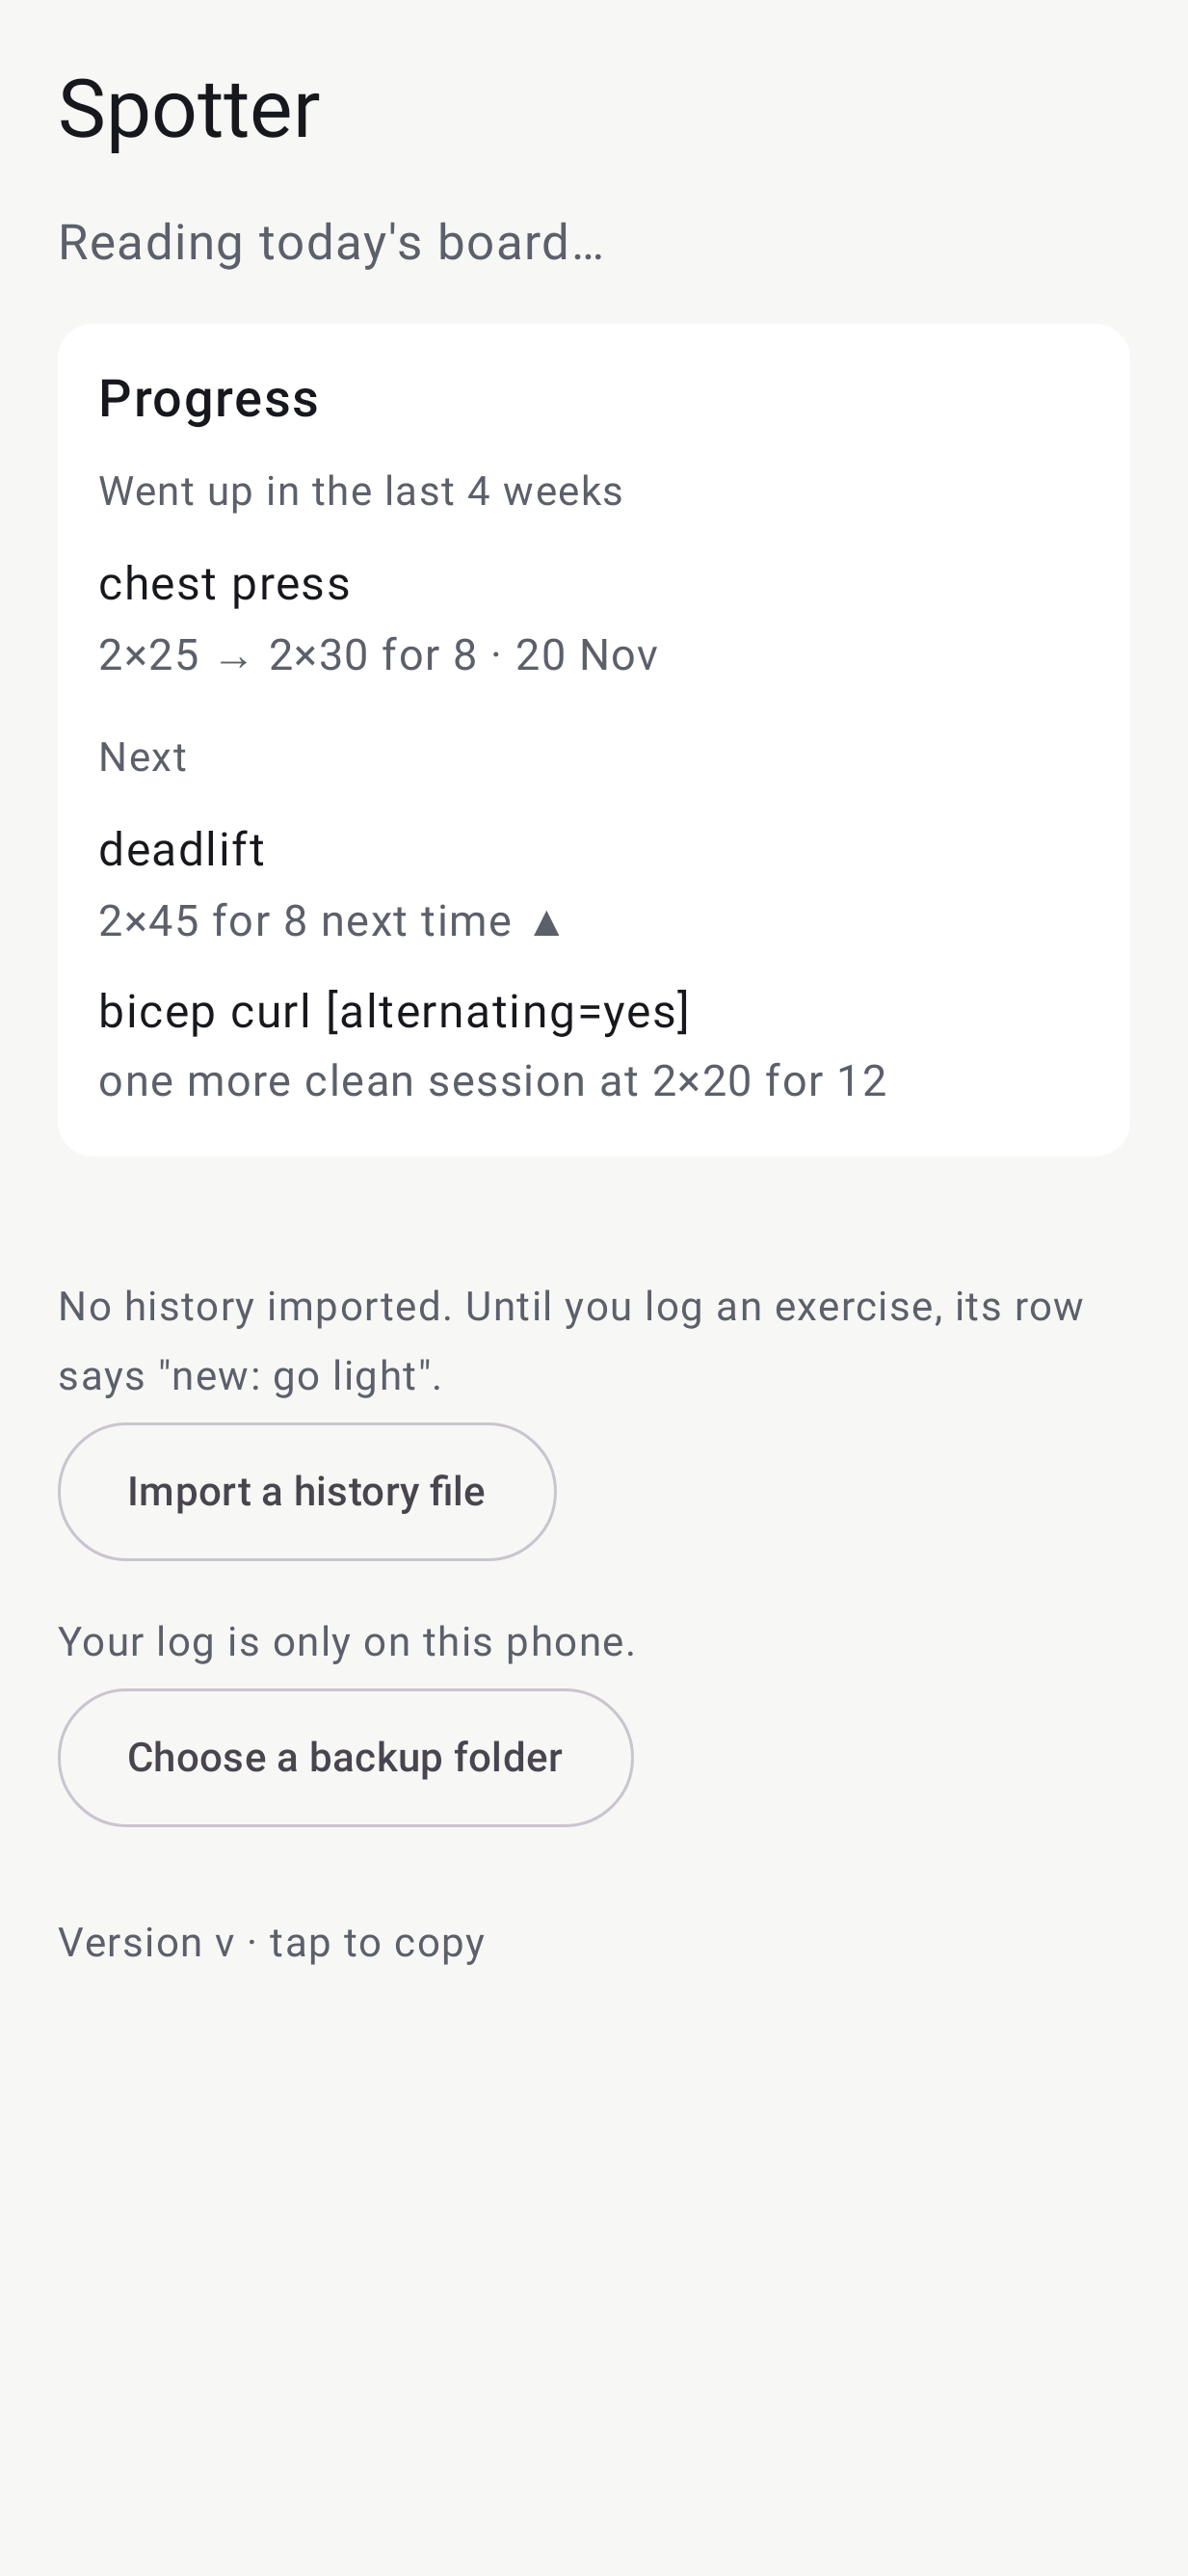 Spotter
Reading today's board…
Progress
Went up in the last 4 weeks
chest press
2×25 → 2×30 for 8 · 20 Nov
Next
deadlift
2×45 for 8 next time ▲
bicep curl [alternating=yes]
one more clean session at 2×20 for 12
No history imported. Until you log an exercise, its row
says "new: go light".
Import a history file
Your log is only on this phone.
Choose a backup folder
Version v · tap to copy